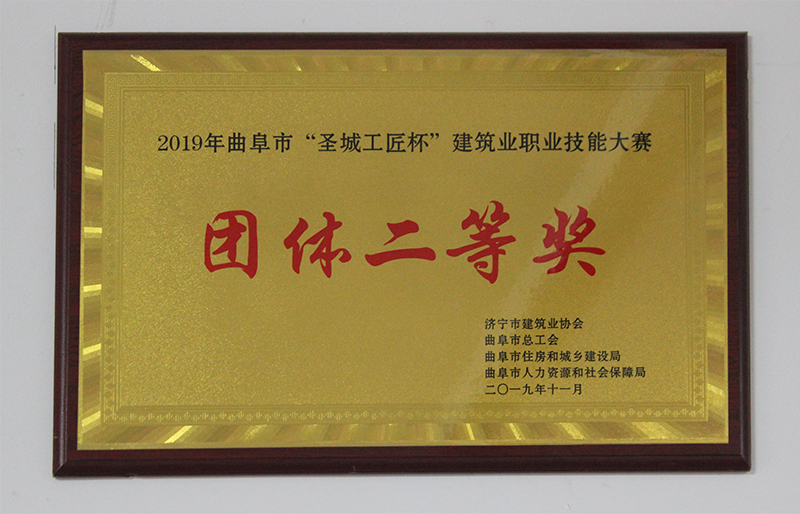 2019年曲阜市“圣城工匠杯”建筑业职业技能大赛
团体二等奖
济宁市建筑业协会
曲阜市总工会
曲阜市住房和城乡建设局
曲阜市人力资源和社会保障局
二〇一九年十一月